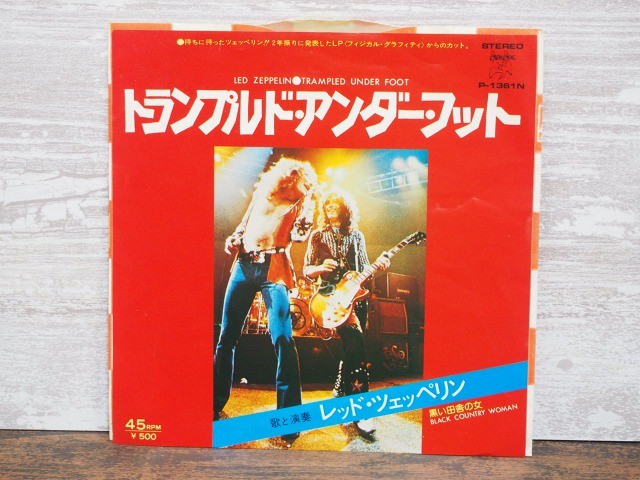 ●待ちに待ったツェッペリン!! 2年振りに発表したLP〈フィジカル・グラフィティ〉からのカット。
STEREO
P-1361N
LED ZEPPELIN●TRAMPLED UNDER FOOT
トランプルド・アンダー・フット
歌と演奏 レッド・ツェッペリン
黒い田舎の女
BLACK COUNTRY WOMAN
45RPM
¥500